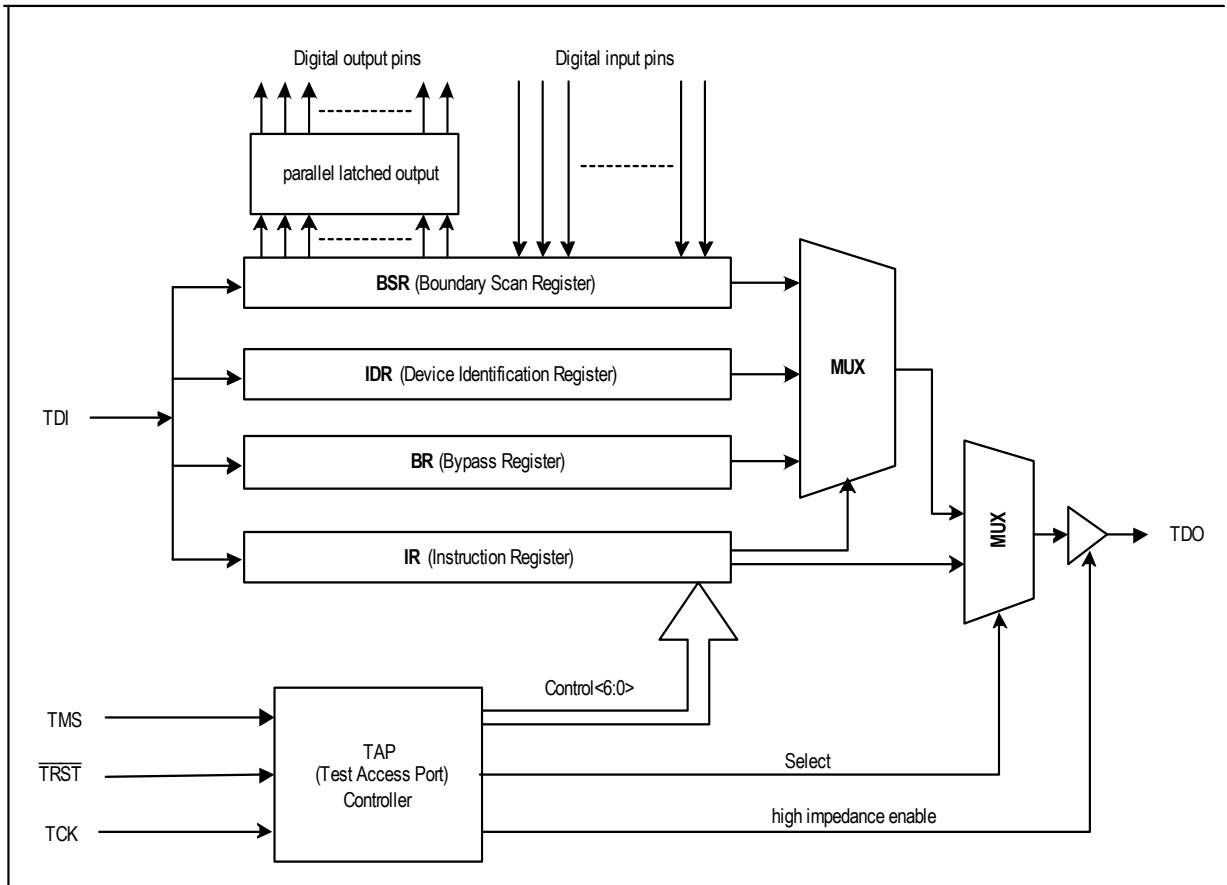 Digital output pins
Digital input pins
parallel latched output
BSR (Boundary Scan Register)
IDR (Device Identification Register)
MUX
TDI
BR (Bypass Register)
MUX
TDO
IR (Instruction Register)
Control<6:0>
TMS
TAP
(Test Access Port)
Controller
Select
TRST
high impedance enable
TCK